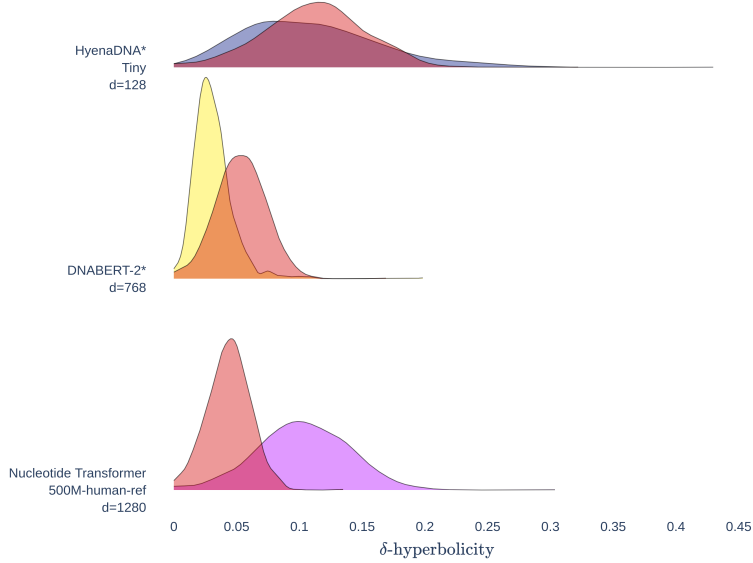 HyenaDNA*
Tiny
d=128
DNABERT-2*
d=768
Nucleotide Transformer
500M-human-ref
d=1280
0 0.05 0.1 0.15 0.2 0.25 0.3 0.35 0.4 0.45
δ-hyperbolicity